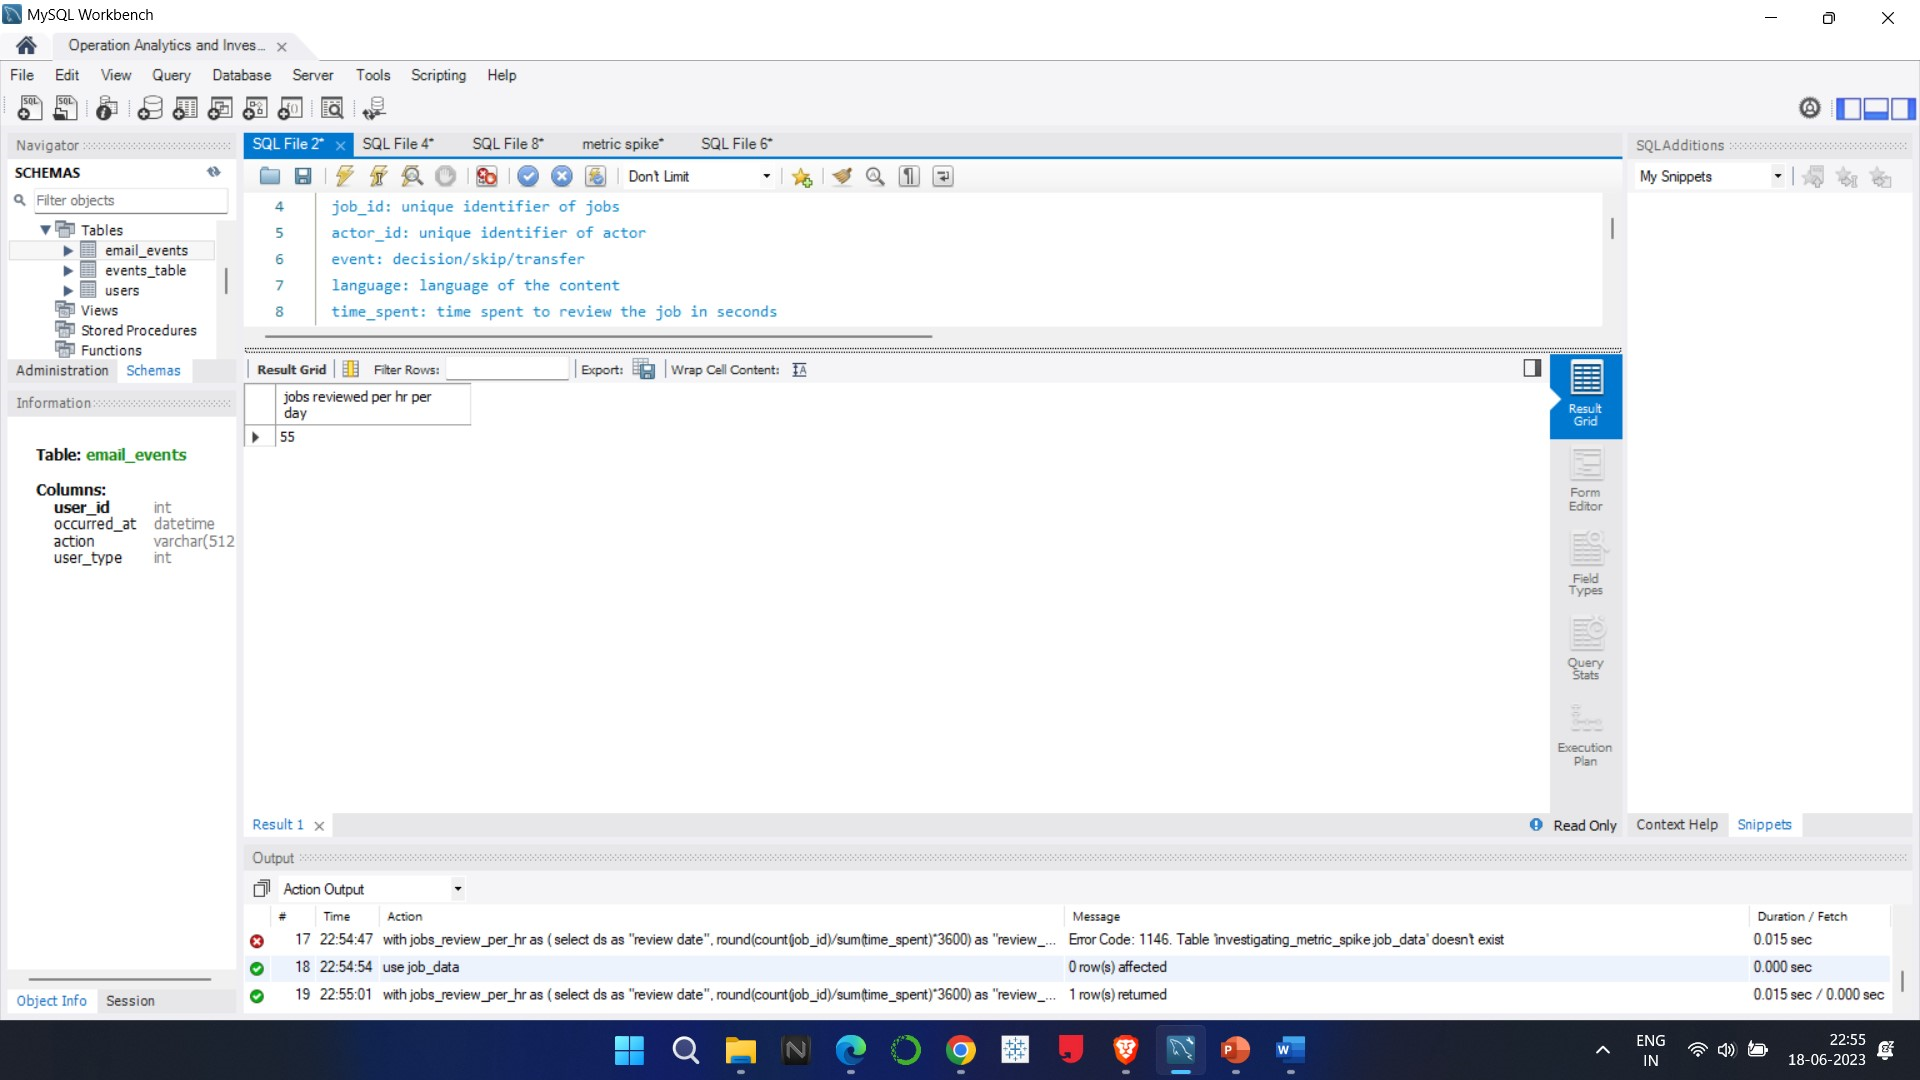 MySQL Workbench
Operation Analytics and Inves...
File Edit View Query Database Server Tools Scripting Help
Navigator
SCHEMAS
Filter objects
Tables
email_events
events_table
users
Views
Stored Procedures
Functions
Administration Schemas
Information
Table: email_events
Columns:
user_id int
occurred_at datetime
action varchar(512
user_type int
Object Info Session
SQL File 2* SQL File 4* SQL File 8* metric spike* SQL File 6*
Don't Limit
4 job_id: unique identifier of jobs
5 actor_id: unique identifier of actor
6 event: decision/skip/transfer
7 language: language of the content
8 time_spent: time spent to review the job in seconds
Result Grid Filter Rows: Export: Wrap Cell Content:
jobs reviewed per hr per
day
55
Result
Grid
Form
Editor
Field
Types
Query
Stats
Execution
Plan
Result 1
Read Only
SQLAdditions
My Snippets
Context Help Snippets
Output
Action Output
# Time Action Message Duration / Fetch
17 22:54:47 with jobs_review_per_hr as ( select ds as "review date", round(count(job_id)/sum(time_spent)*3600) as "review_... Error Code: 1146. Table 'investigating_metric_spike.job_data' doesn't exist 0.015 sec
18 22:54:54 use job_data 0 row(s) affected 0.000 sec
19 22:55:01 with jobs_review_per_hr as ( select ds as "review date", round(count(job_id)/sum(time_spent)*3600) as "review_... 1 row(s) returned 0.015 sec / 0.000 sec
ENG
IN
22:55
18-06-2023